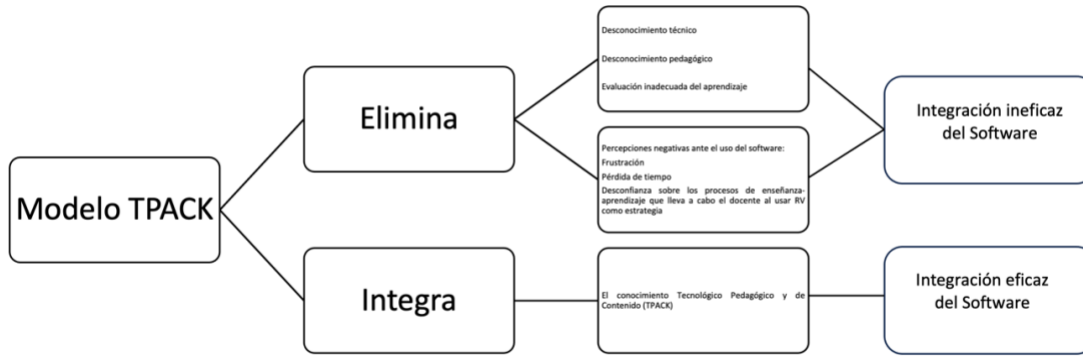 Modelo TPACK
Elimina
Desconocimiento técnico
Desconocimiento pedagógico
Evaluación inadecuada del aprendizaje
Percepciones negativas ante el uso del software:
Frustración
Pérdida de tiempo
Desconfianza sobre los procesos de enseñanza-
aprendizaje que lleva a cabo el docente al usar RV
como estrategia
Integración ineficaz
del Software
Integra
El conocimiento Tecnológico Pedagógico y de
Contenido (TPACK)
Integración eficaz
del Software